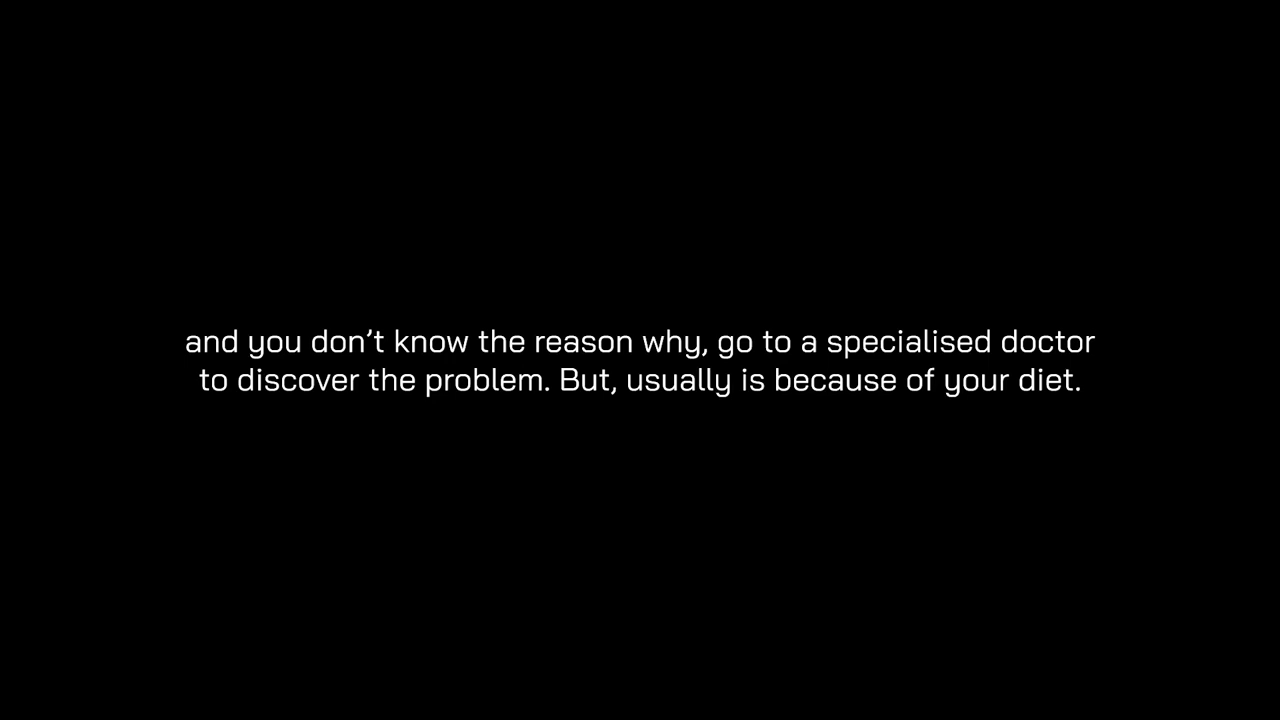 and you don’t know the reason why, go to a specialised doctor
to discover the problem. But, usually is because of your diet.